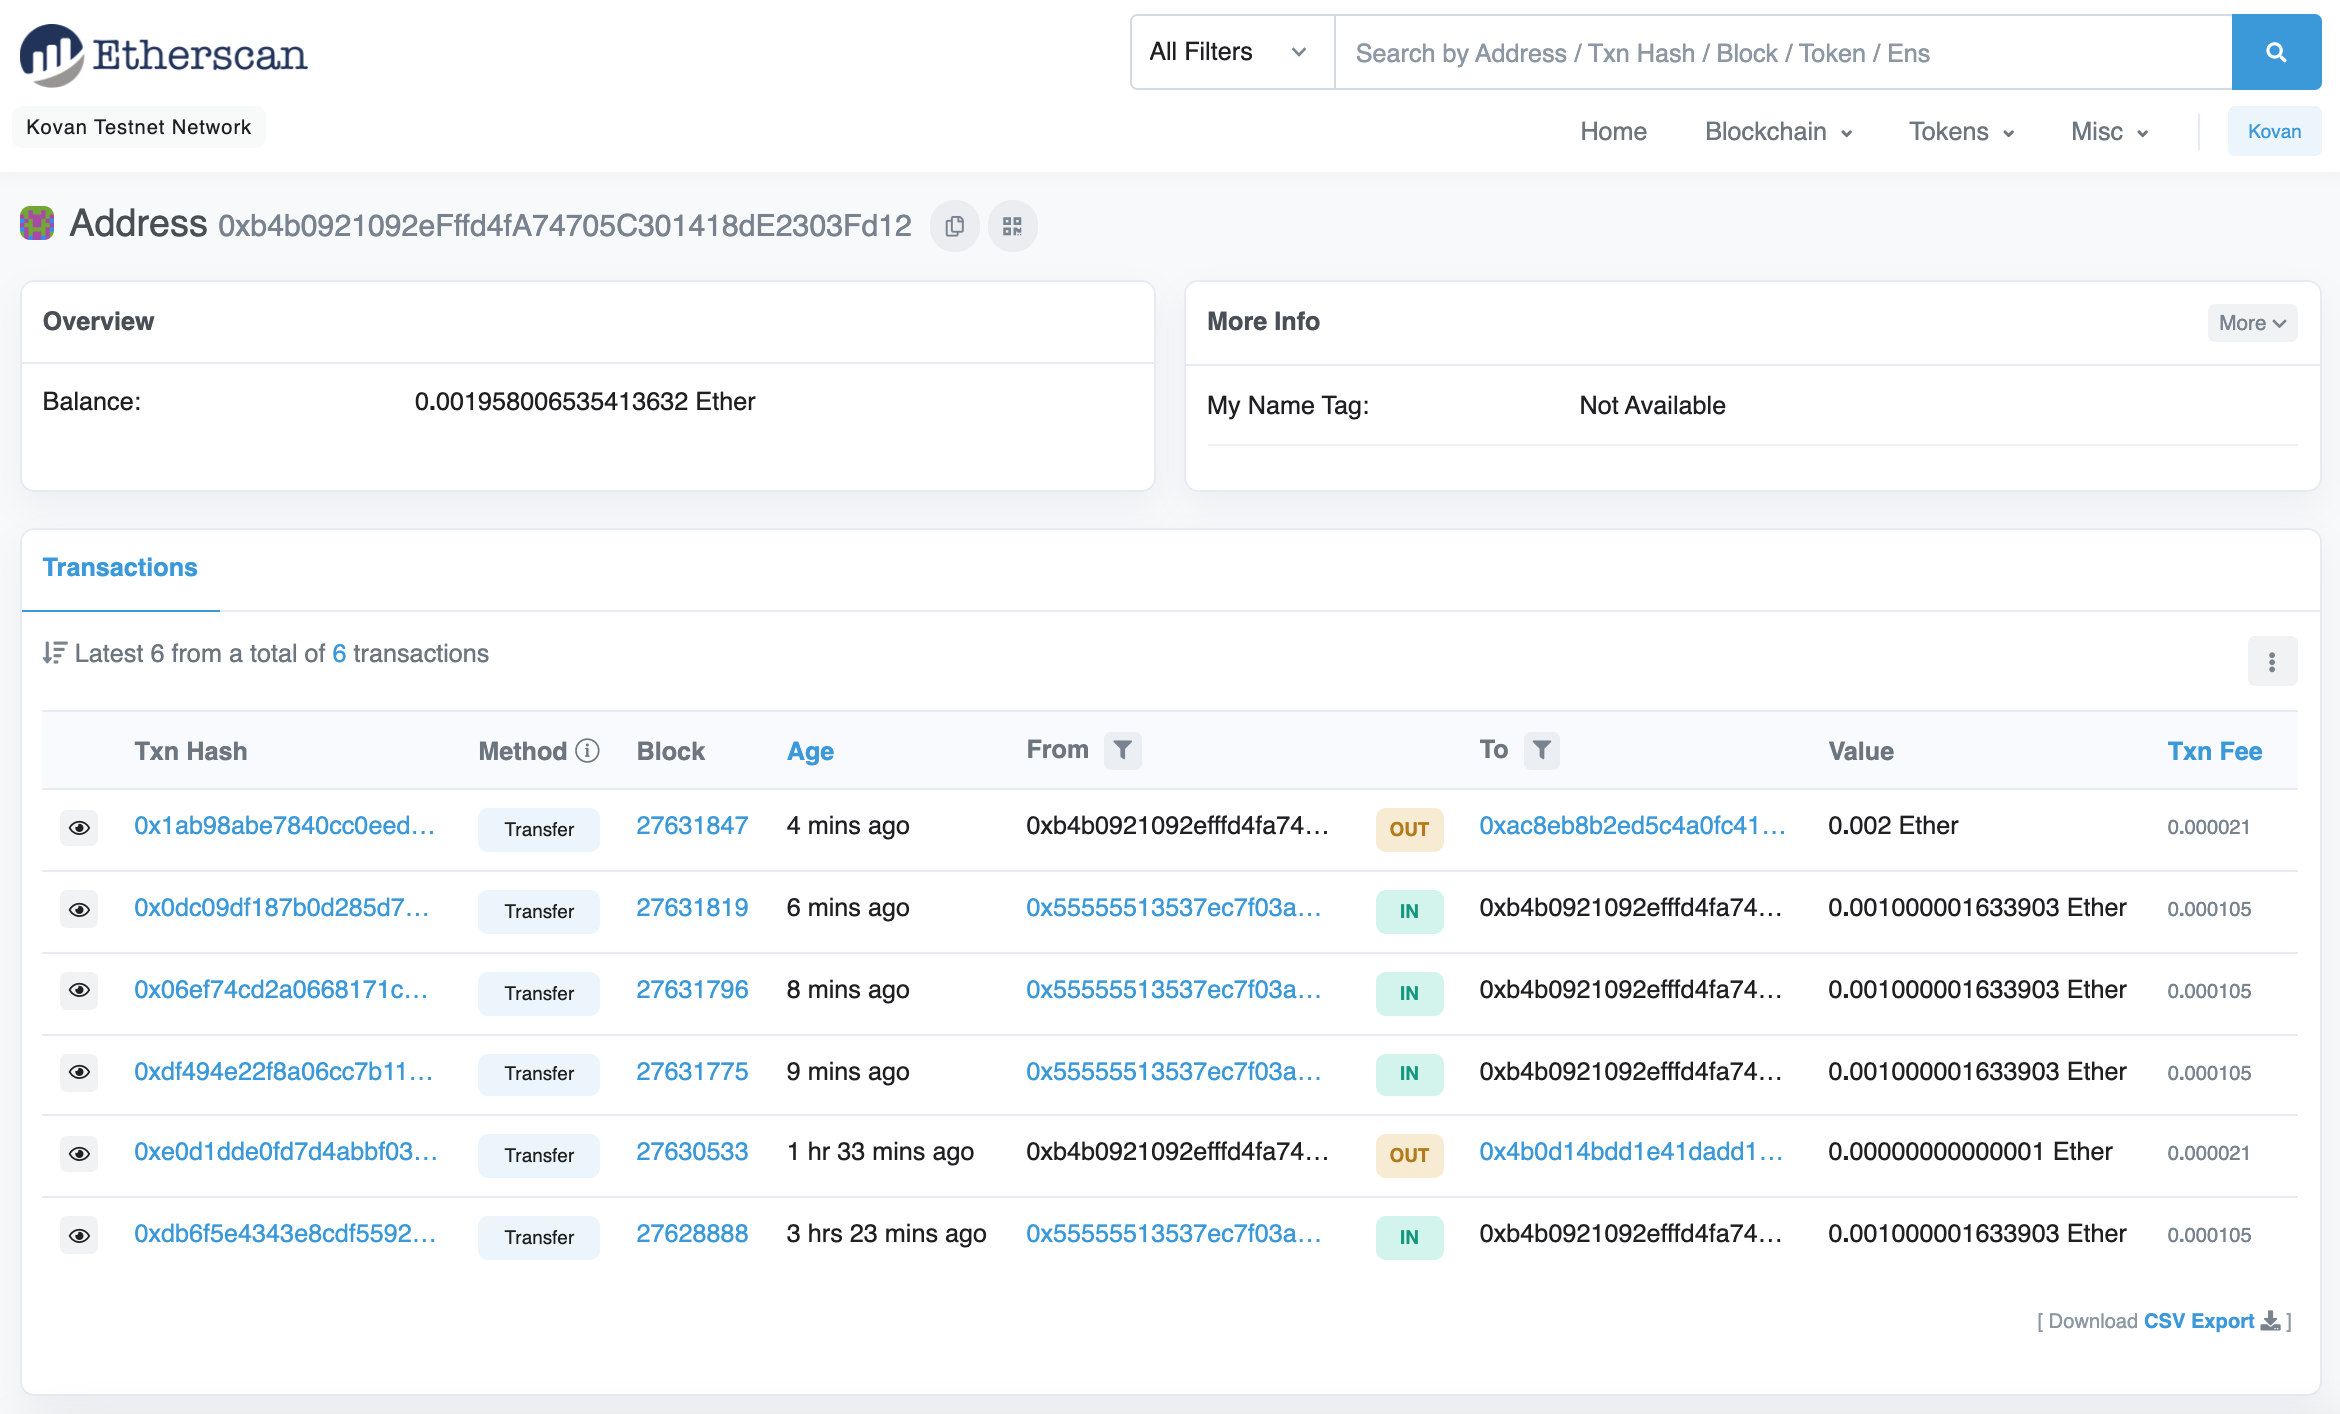 Etherscan
All Filters
Search by Address / Txn Hash / Block / Token / Ens
Kovan Testnet Network
Home Blockchain Tokens Misc Kovan
Address 0xb4b0921092eFffd4fA74705C301418dE2303Fd12
Overview
Balance: 0.001958006535413632 Ether
More Info More
My Name Tag: Not Available
Transactions
Latest 6 from a total of 6 transactions
Txn Hash Method Block Age From To Value Txn Fee
0x1ab98abe7840cc0eed... Transfer 27631847 4 mins ago 0xb4b0921092efffd4fa74... OUT 0xac8eb8b2ed5c4a0fc41... 0.002 Ether 0.000021
0x0dc09df187b0d285d7... Transfer 27631819 6 mins ago 0x55555513537ec7f03a... IN 0xb4b0921092efffd4fa74... 0.001000001633903 Ether 0.000105
0x06ef74cd2a0668171c... Transfer 27631796 8 mins ago 0x55555513537ec7f03a... IN 0xb4b0921092efffd4fa74... 0.001000001633903 Ether 0.000105
0xdf494e22f8a06cc7b11... Transfer 27631775 9 mins ago 0x55555513537ec7f03a... IN 0xb4b0921092efffd4fa74... 0.001000001633903 Ether 0.000105
0xe0d1dde0fd7d4abbf03... Transfer 27630533 1 hr 33 mins ago 0xb4b0921092efffd4fa74... OUT 0x4b0d14bdd1e41dadd1... 0.00000000000001 Ether 0.000021
0xdb6f5e4343e8cdf5592... Transfer 27628888 3 hrs 23 mins ago 0x55555513537ec7f03a... IN 0xb4b0921092efffd4fa74... 0.001000001633903 Ether 0.000105
[ Download CSV Export ]